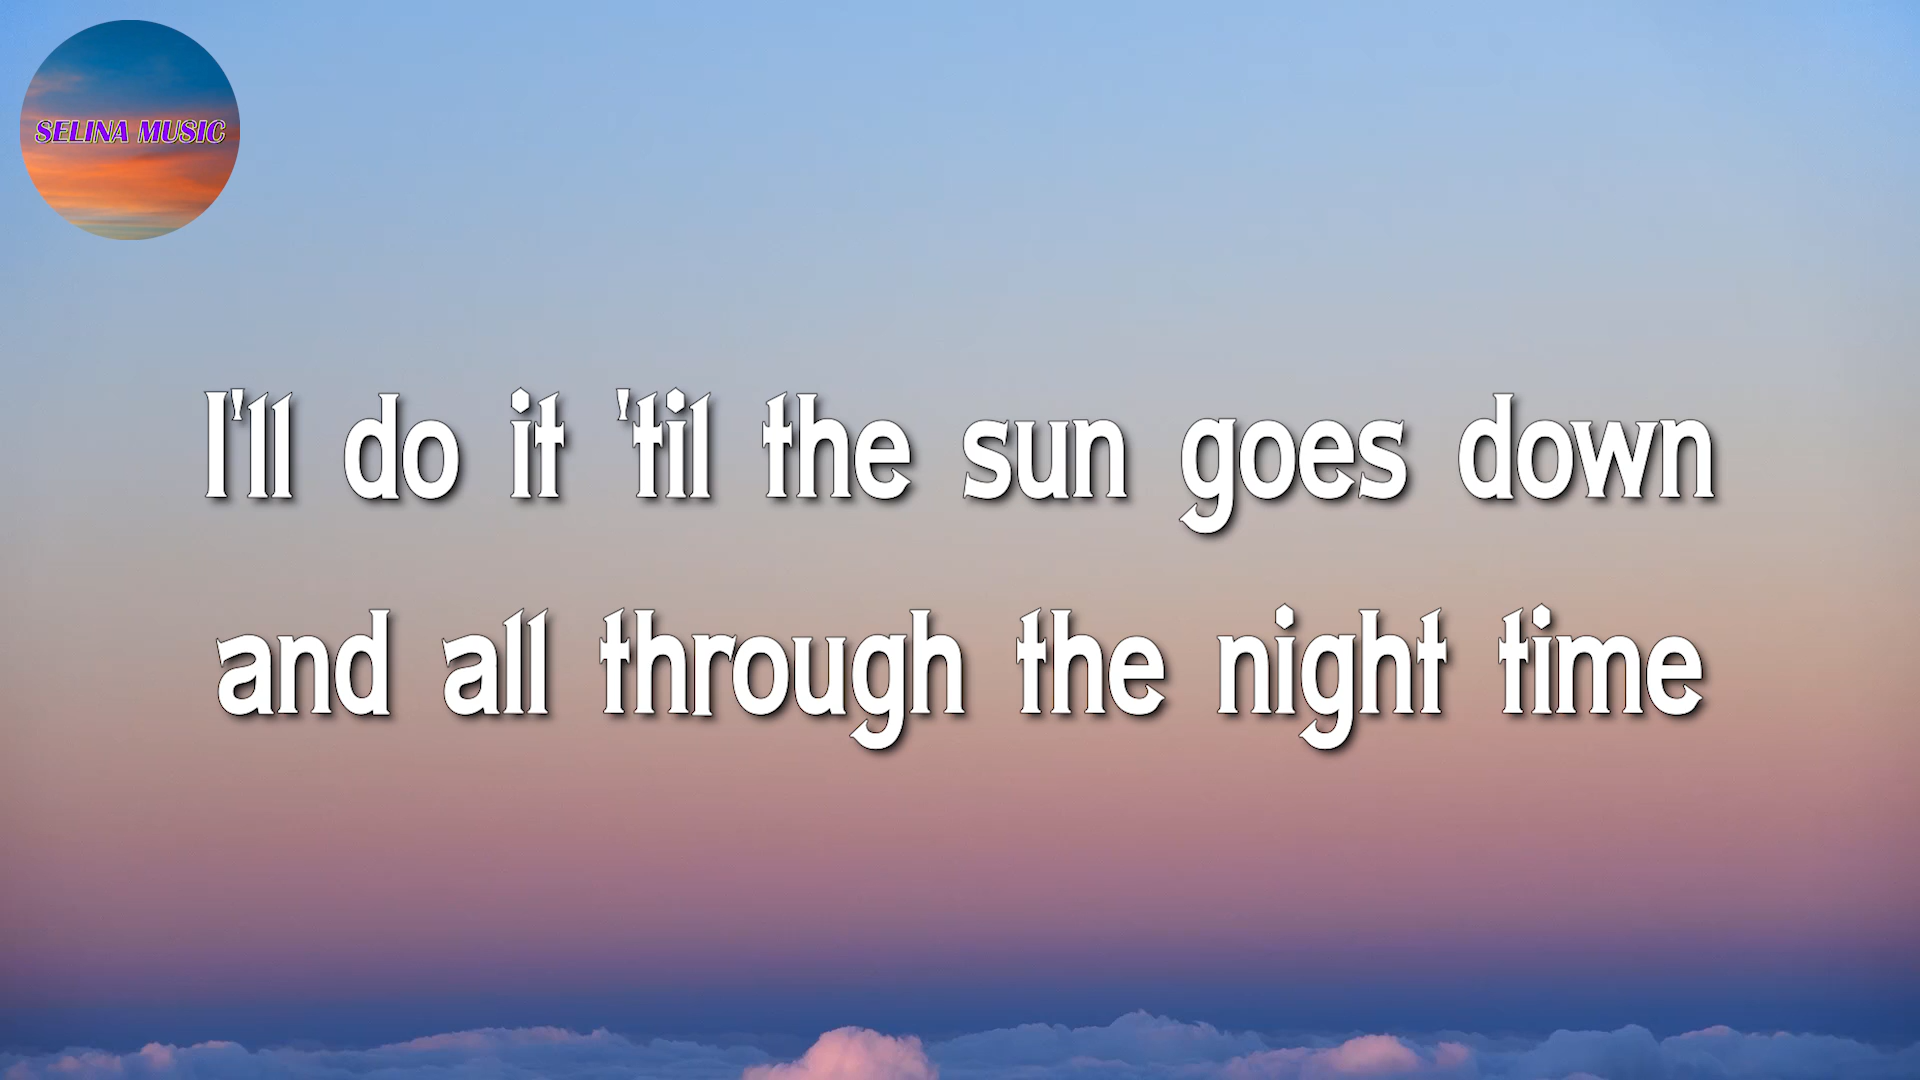 SELINA MUSIC
I'll do it 'til the sun goes down
and all through the night time